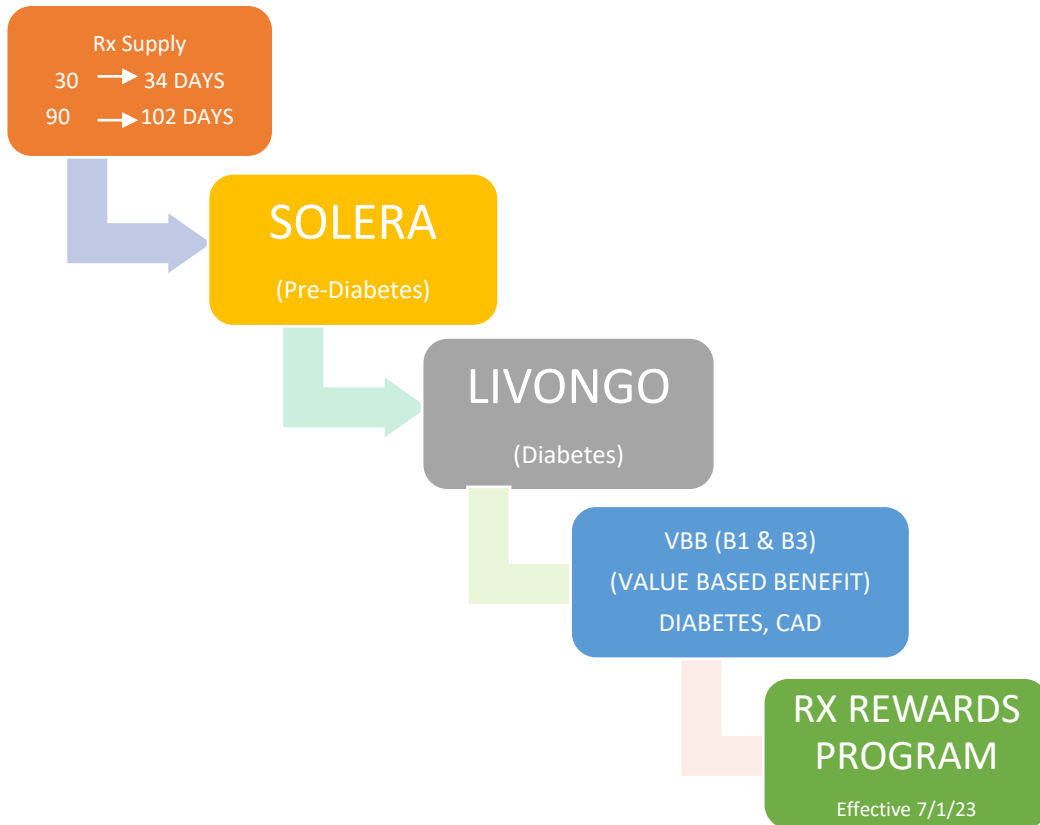 Rx Supply
30 34 DAYS
90 102 DAYS
SOLERA
(Pre-Diabetes)
LIVONGO
(Diabetes)
VBB (B1 & B3)
(VALUE BASED BENEFIT)
DIABETES, CAD
RX REWARDS
PROGRAM
Effective 7/1/23